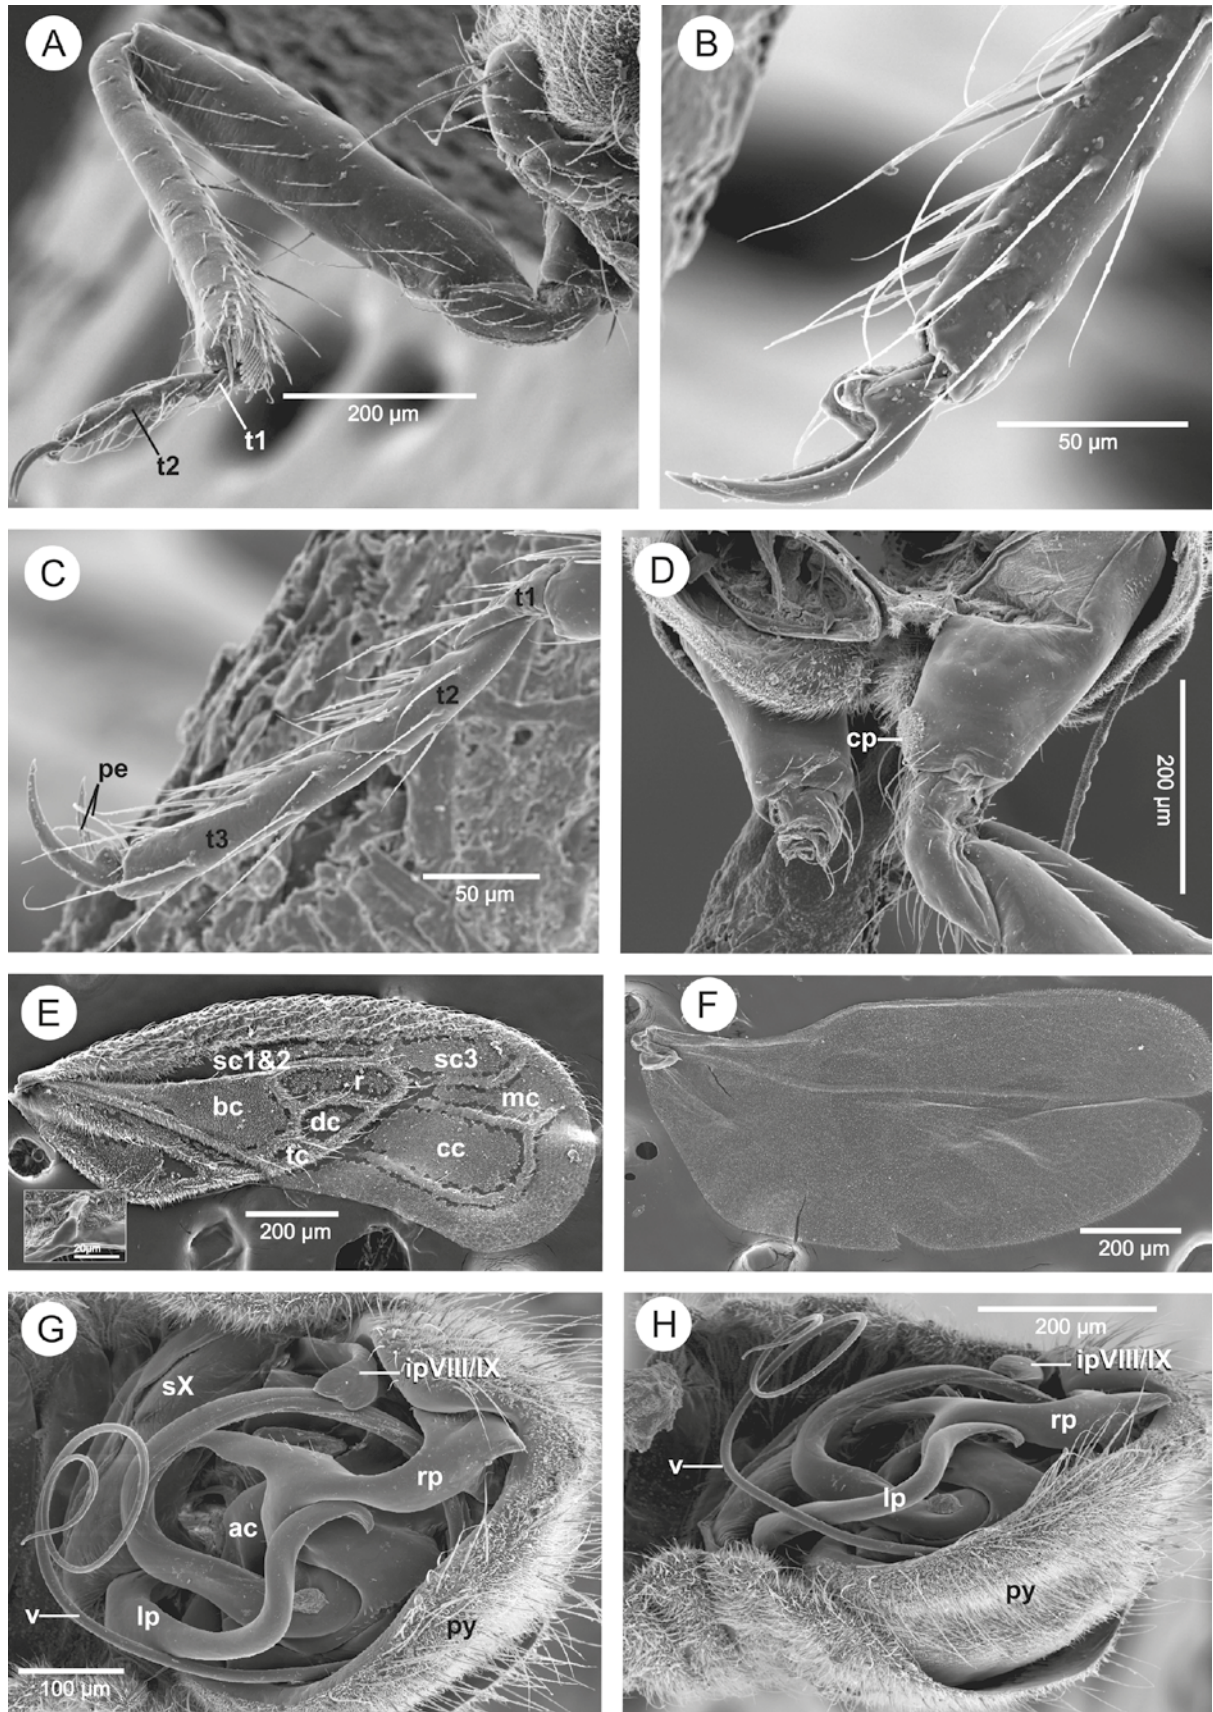 A
200 µm
t1
t2
B
50 µm
C
t1
t2
pe
t3
50 µm
D
cp
200 µm
E
sc1&2
sc3
r
bc
mc
dc
cc
fc
200 µm
20µm
F
200 µm
G
ipVIII/IX
sX
rp
ac
v
lp
py
100 µm
H
200 µm
ipVIII/IX
rp
v
lp
py